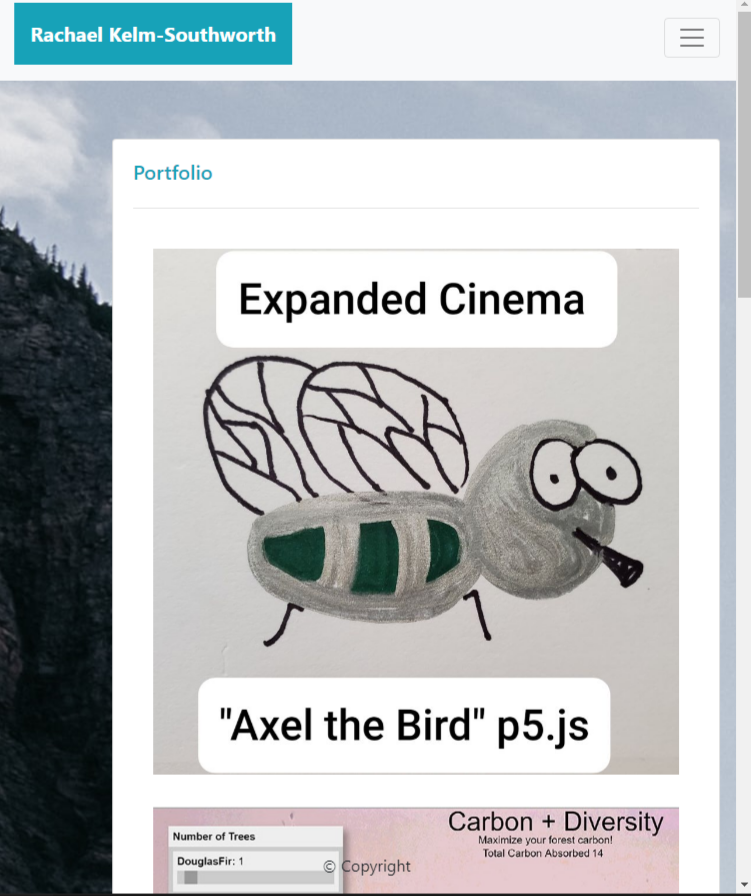 Rachael Kelm-Southworth
Portfolio
Expanded Cinema
"Axel the Bird" p5.js
Carbon + Diversity
Maximize your forest carbon!
Total Carbon Absorbed 14
Number of Trees
DouglasFir: 1
© Copyright